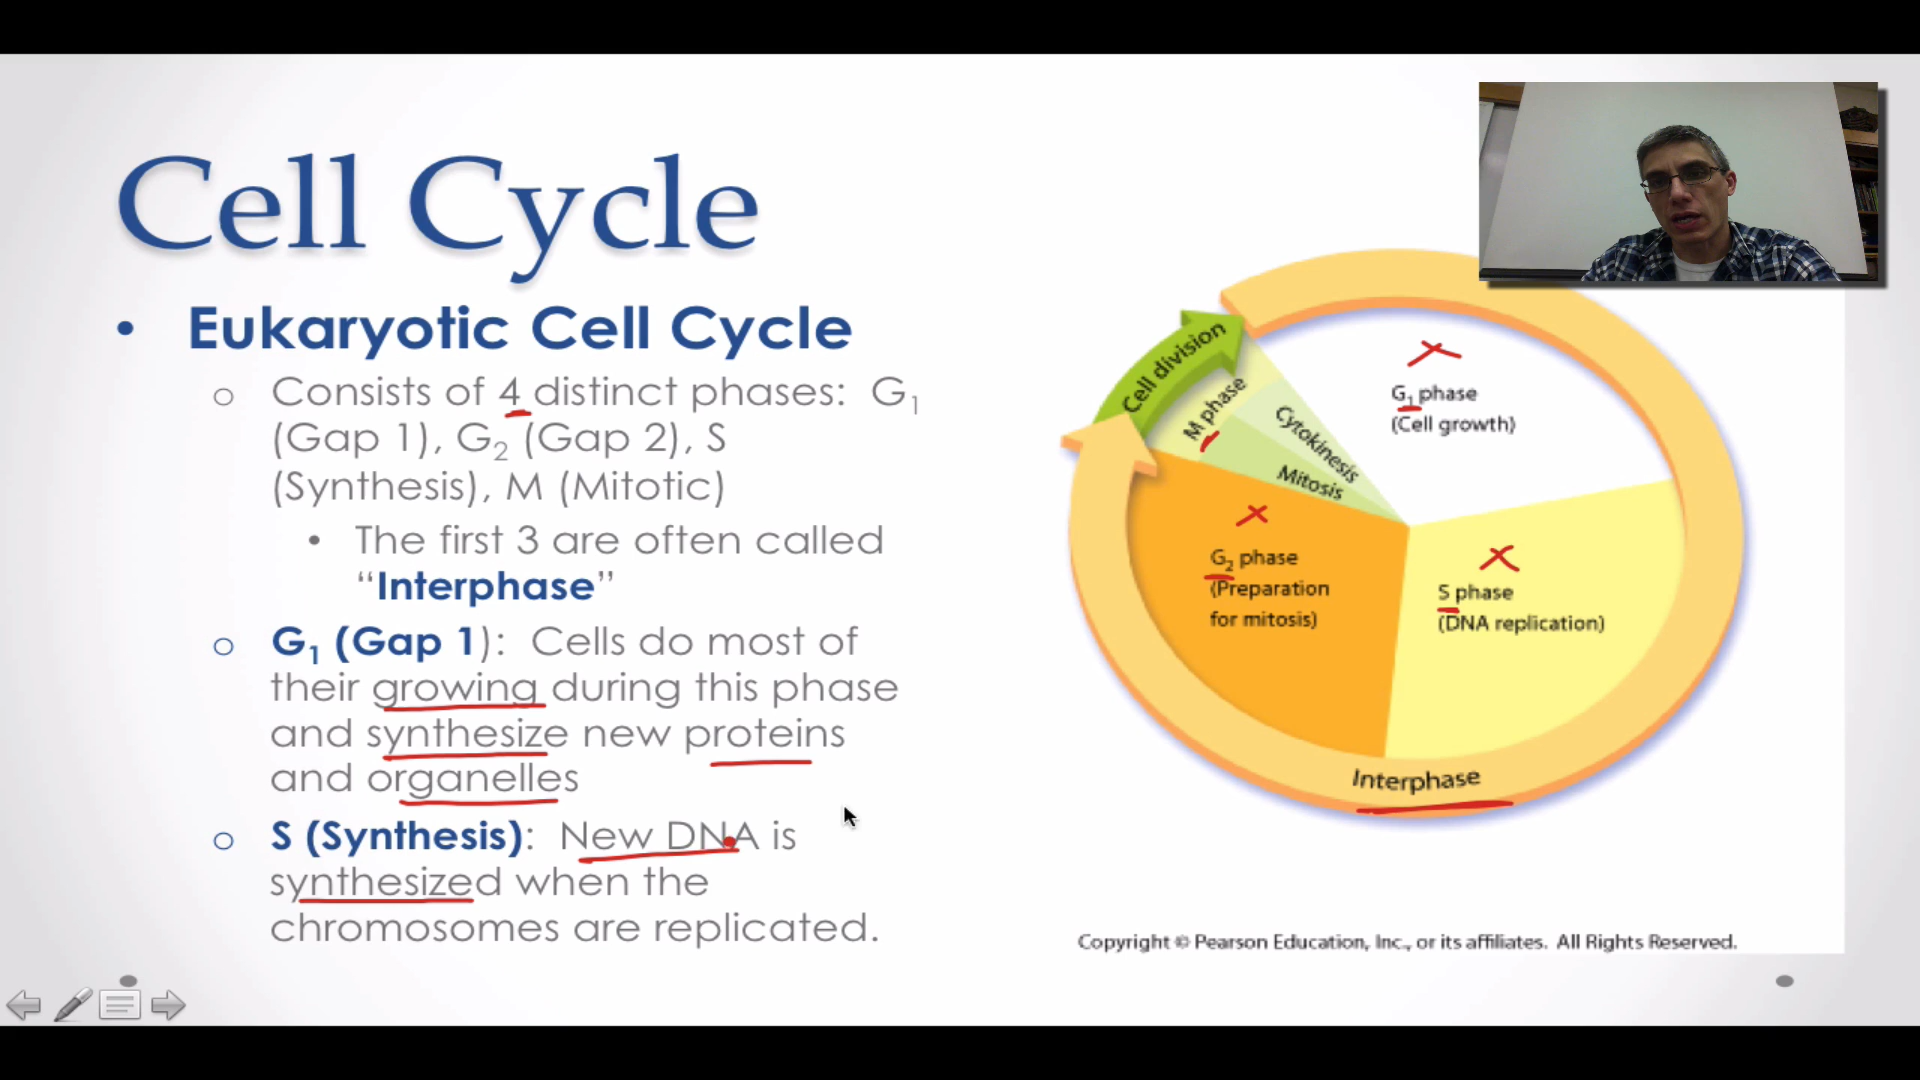 Cell Cycle
• Eukaryotic Cell Cycle
o Consists of 4 distinct phases: G₁
(Gap 1), G₂ (Gap 2), S
(Synthesis), M (Mitotic)
• The first 3 are often called
“Interphase”
o G₁ (Gap 1): Cells do most of
their growing during this phase
and synthesize new proteins
and organelles
o S (Synthesis): New DNA is
synthesized when the
chromosomes are replicated.
Cell division
M phase
Cytokinesis
Mitosis
G₁ phase
(Cell growth)
G₂ phase
(Preparation
for mitosis)
S phase
(DNA replication)
Interphase
Copyright © Pearson Education, Inc., or its affiliates. All Rights Reserved.